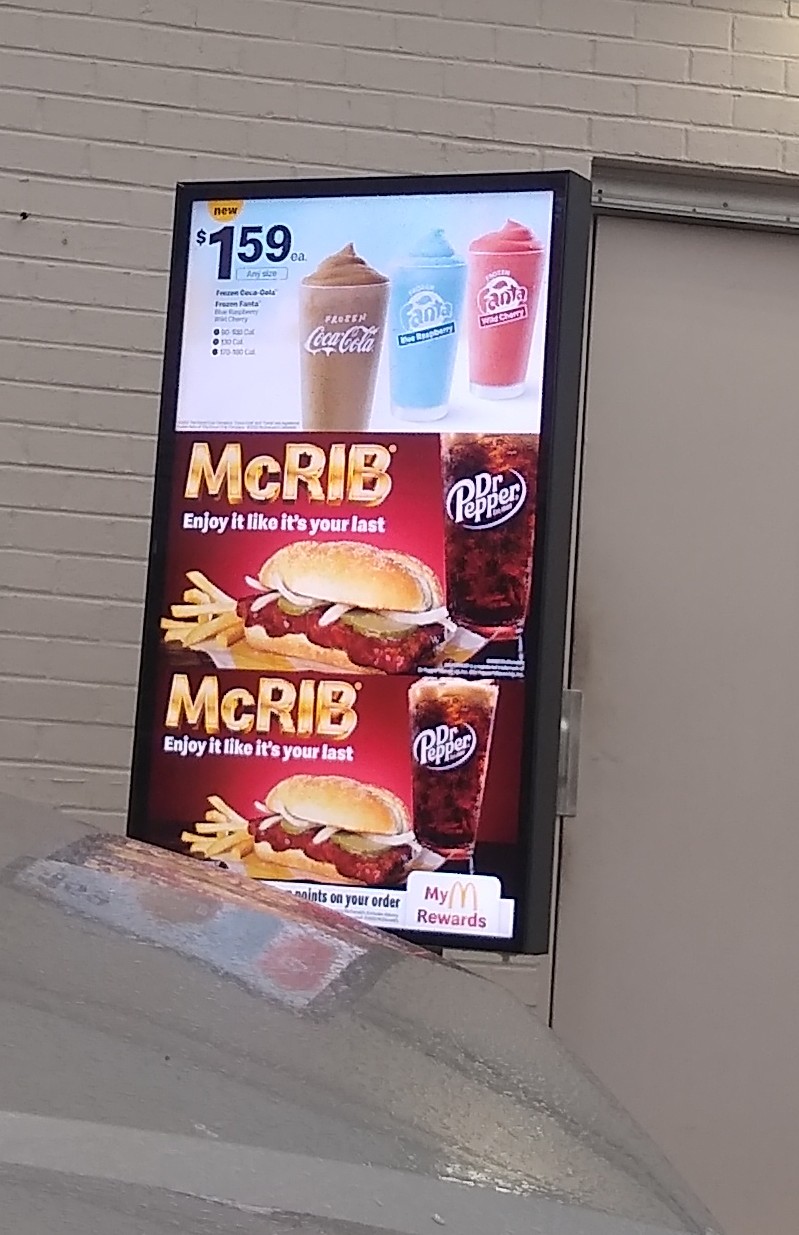 new
$1.59 ea.
Any size
Frozen Coca-Cola
Frozen Fanta
Blue Raspberry
Wild Cherry
FROZEN
Coca-Cola
FROZEN
Fanta
Blue Raspberry
FROZEN
Fanta
Wild Cherry
McRIB®
Enjoy it like it's your last
Dr Pepper
McRIB®
Enjoy it like it's your last
Dr Pepper
points on your order
My
Rewards